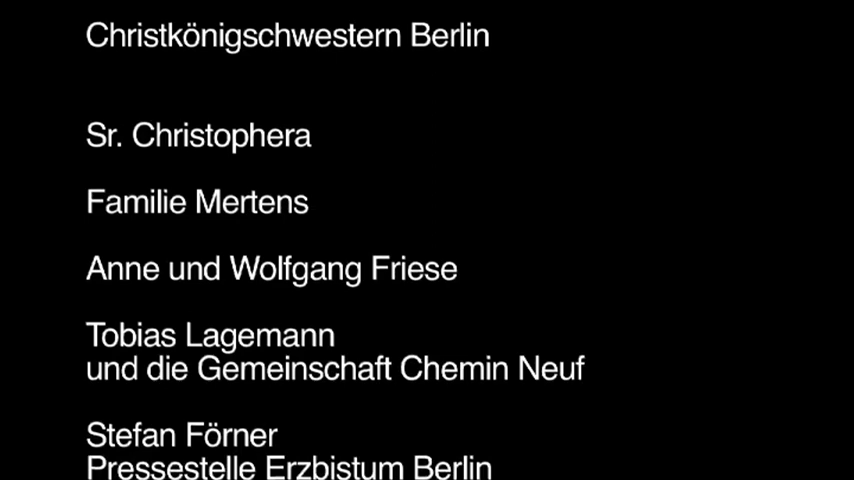 Christkönigschwestern Berlin
Sr. Christophera
Familie Mertens
Anne und Wolfgang Friese
Tobias Lagemann
und die Gemeinschaft Chemin Neuf
Stefan Förner
Pressestelle Erzbistum Berlin